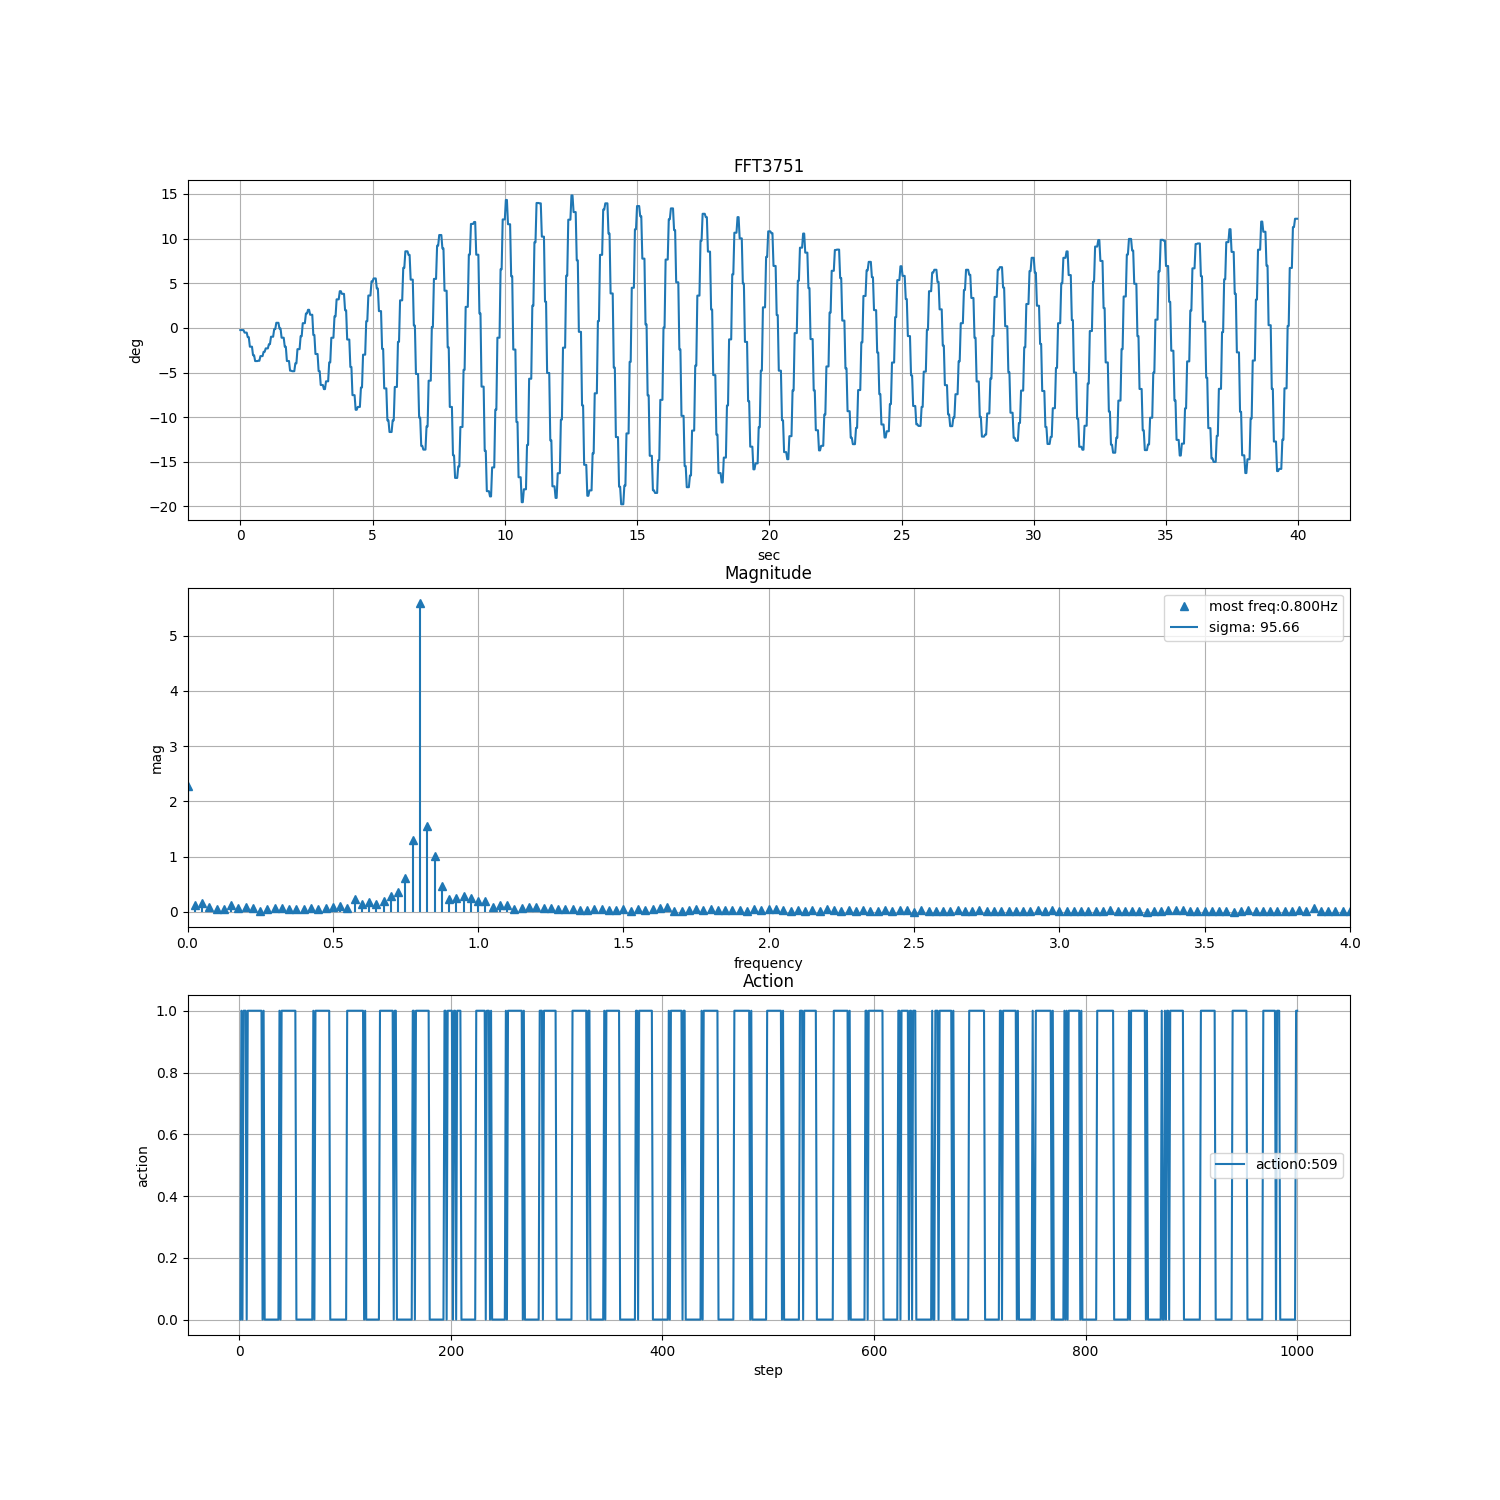 FFT3751
deg
15
10
5
0
−5
−10
−15
−20
0 5 10 15 20 25 30 35 40
sec
Magnitude
mag
5
4
3
2
1
0
most freq:0.800Hz
sigma: 95.66
0.0 0.5 1.0 1.5 2.0 2.5 3.0 3.5 4.0
frequency
Action
action
1.0
0.8
0.6
0.4
0.2
0.0
action0:509
0 200 400 600 800 1000
step